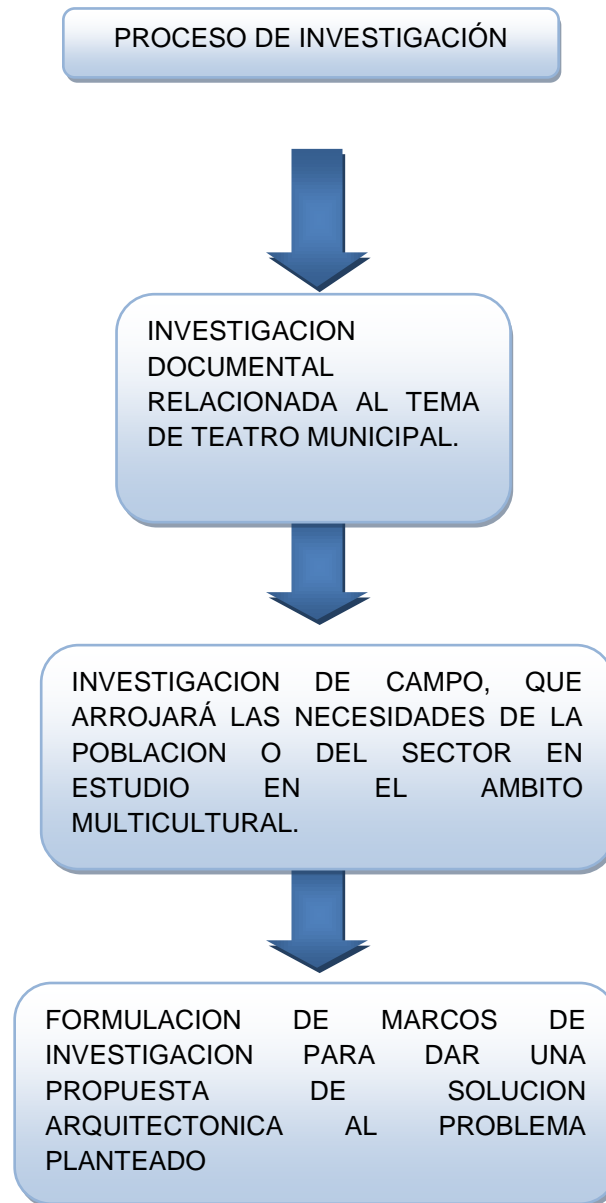 PROCESO DE INVESTIGACIÓN
INVESTIGACION
DOCUMENTAL
RELACIONADA AL TEMA
DE TEATRO MUNICIPAL.
INVESTIGACION DE CAMPO, QUE
ARROJARÁ LAS NECESIDADES DE LA
POBLACION O DEL SECTOR EN
ESTUDIO EN EL AMBITO
MULTICULTURAL.
FORMULACION DE MARCOS DE
INVESTIGACION PARA DAR UNA
PROPUESTA DE SOLUCION
ARQUITECTONICA AL PROBLEMA
PLANTEADO